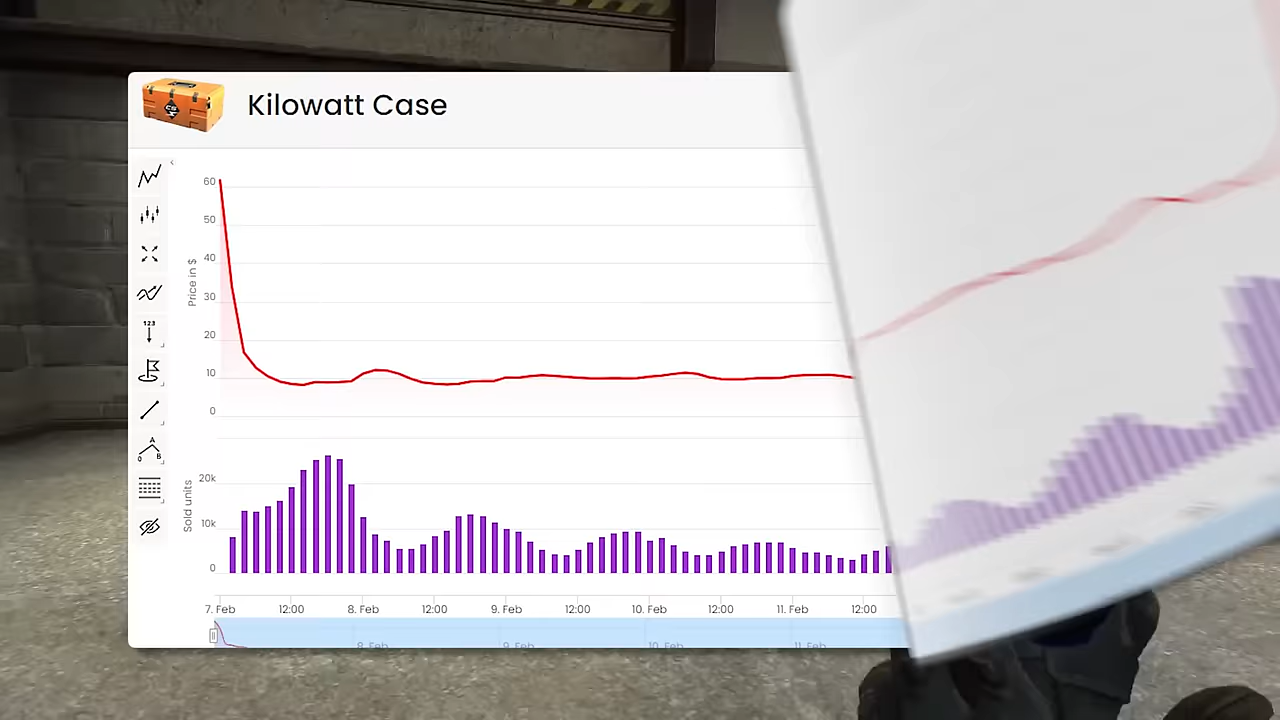 Kilowatt Case
123
A
0 B
Price in $
60
50
40
30
20
10
0
Sold units
20k
10k
0
7. Feb 12:00 8. Feb 12:00 9. Feb 12:00 10. Feb 12:00 11. Feb 12:00
8. Feb 9. Feb 10. Feb 11. Feb